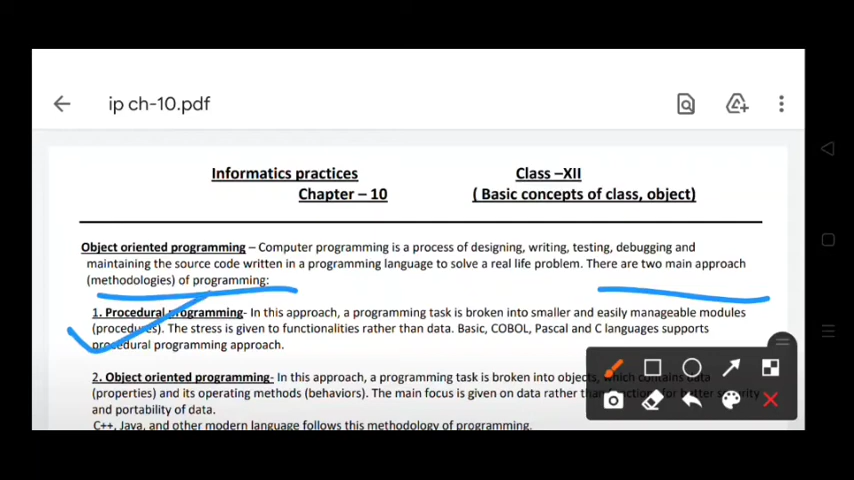 ip ch-10.pdf
Informatics practices Class –XII
Chapter – 10 ( Basic concepts of class, object)
Object oriented programming – Computer programming is a process of designing, writing, testing, debugging and
maintaining the source code written in a programming language to solve a real life problem. There are two main approach
(methodologies) of programming:
1. Procedural programming- In this approach, a programming task is broken into smaller and easily manageable modules
(procedures). The stress is given to functionalities rather than data. Basic, COBOL, Pascal and C languages supports
procedural programming approach.
2. Object oriented programming- In this approach, a programming task is broken into objects, which contains data
(properties) and its operating methods (behaviors). The main focus is given on data rather than functions for better security
and portability of data.
C++, Java, and other modern language follows this methodology of programming.